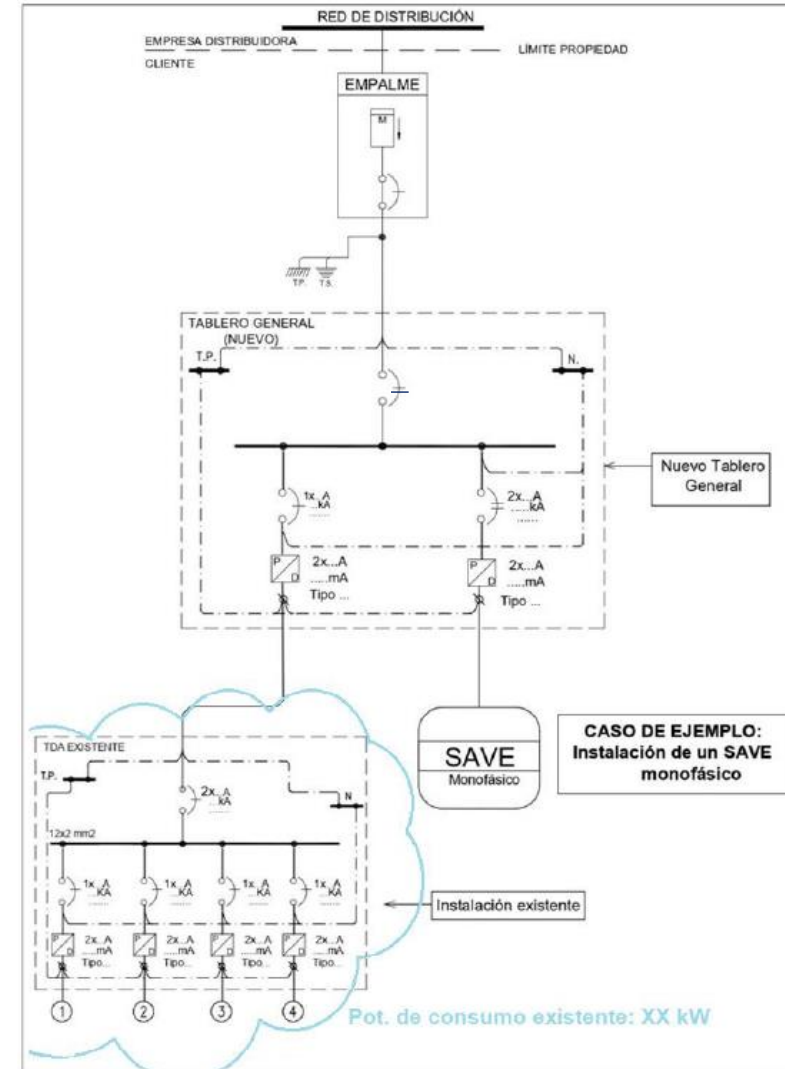 RED DE DISTRIBUCIÓN
EMPRESA DISTRIBUIDORA
LÍMITE PROPIEDAD
CLIENTE
EMPALME
M
T.P.
T.S.
TABLERO GENERAL
(NUEVO)
T.P.
N.
Nuevo Tablero
General
1x...A
...kA
......
2x...A
.....kA
......
P
D
2x...A
.....mA
Tipo ...
P
D
2x...A
.....mA
Tipo ...
CASO DE EJEMPLO:
Instalación de un SAVE
monofásico
SAVE
Monofásico
TDA EXISTENTE
T.P.
N
2x...A
...kA
......
12x2 mm2
1x...A
...KA
......
1x...A
...KA
......
1x...A
...KA
......
1x...A
...KA
......
Instalación existente
P
D
2x...A
.....mA
Tipo...
P
D
2x...A
.....mA
Tipo...
P
D
2x...A
.....mA
Tipo...
P
D
2x...A
.....mA
Tipo...
1
2
3
4
Pot. de consumo existente: XX kW